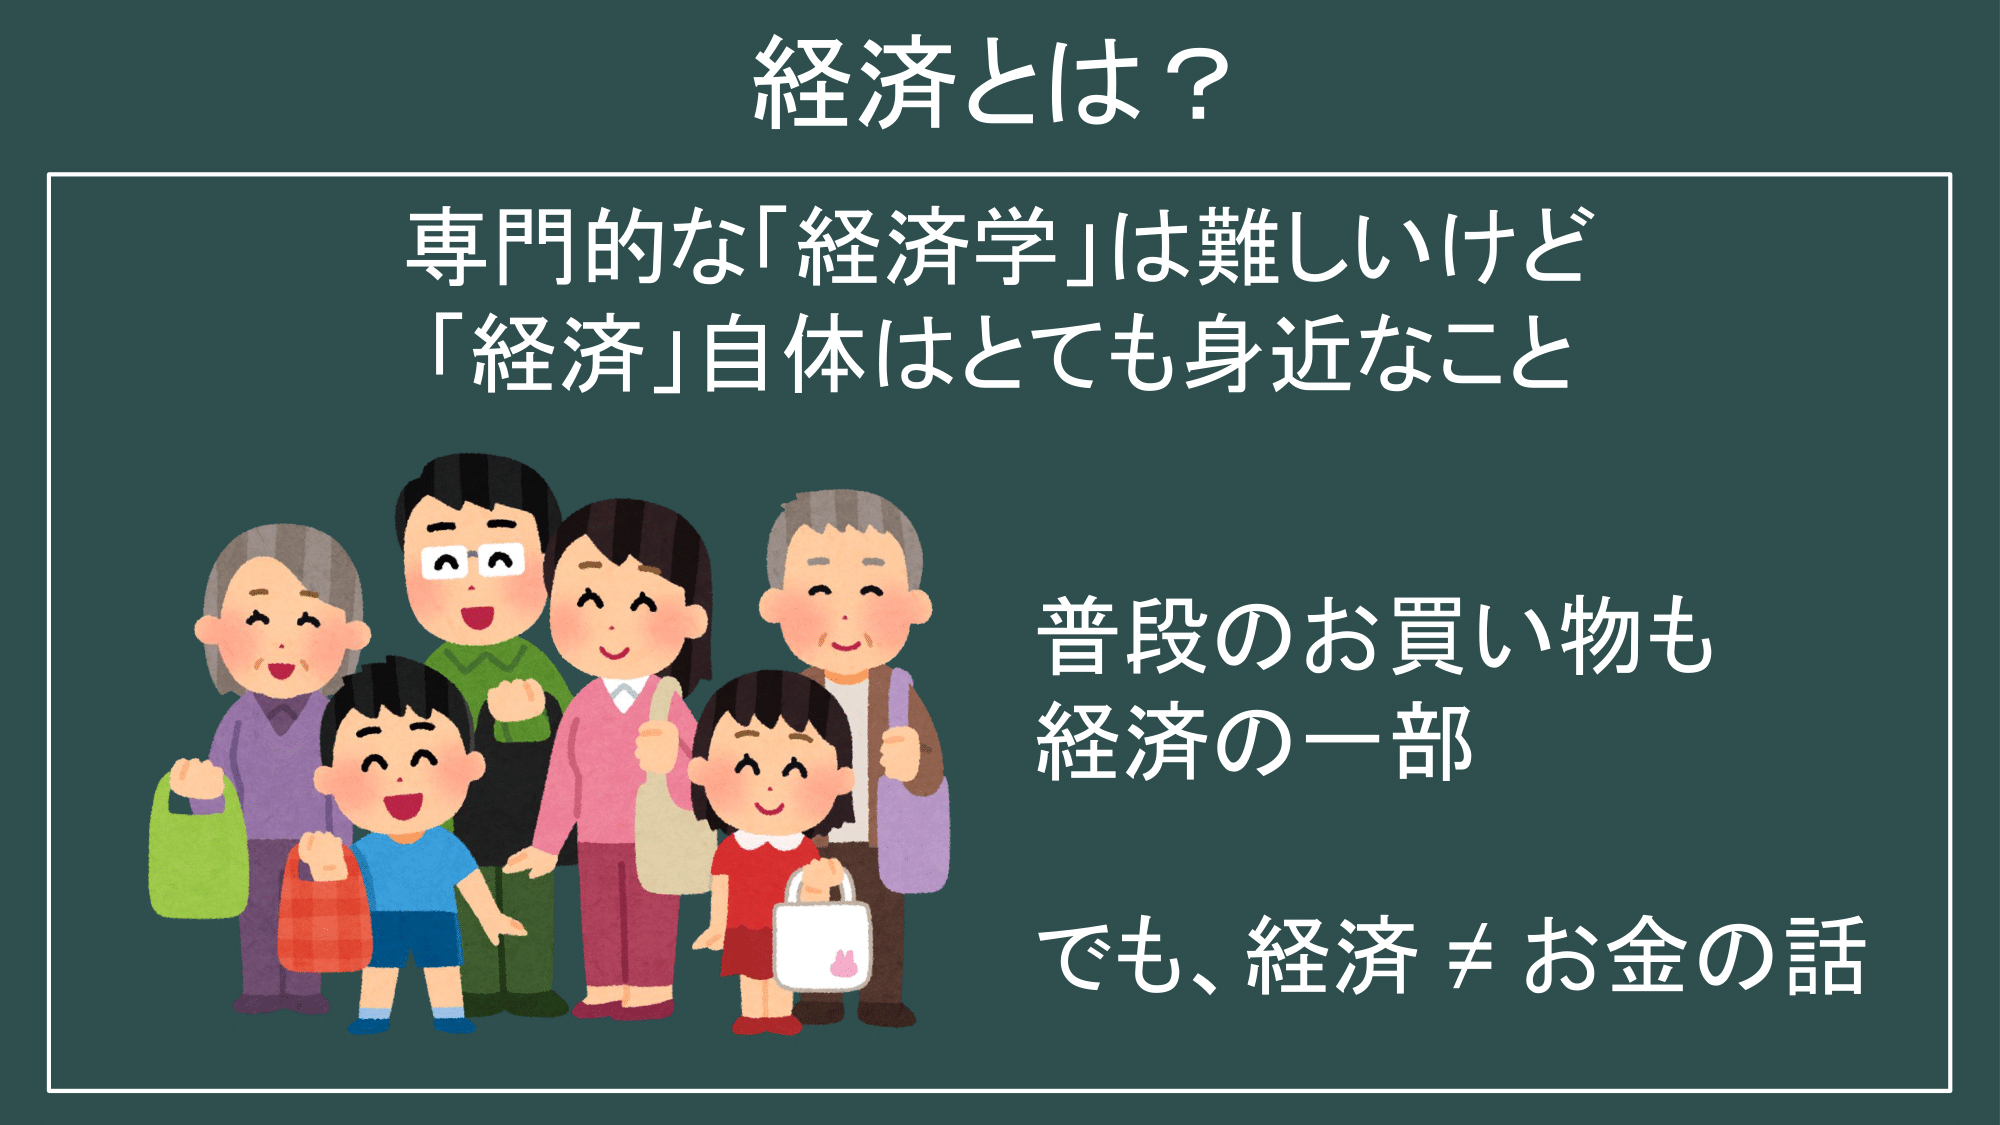 経済とは？
専門的な「経済学」は難しいけど
「経済」自体はとても身近なこと
普段のお買い物も
経済の一部
でも、経済 ≠ お金の話